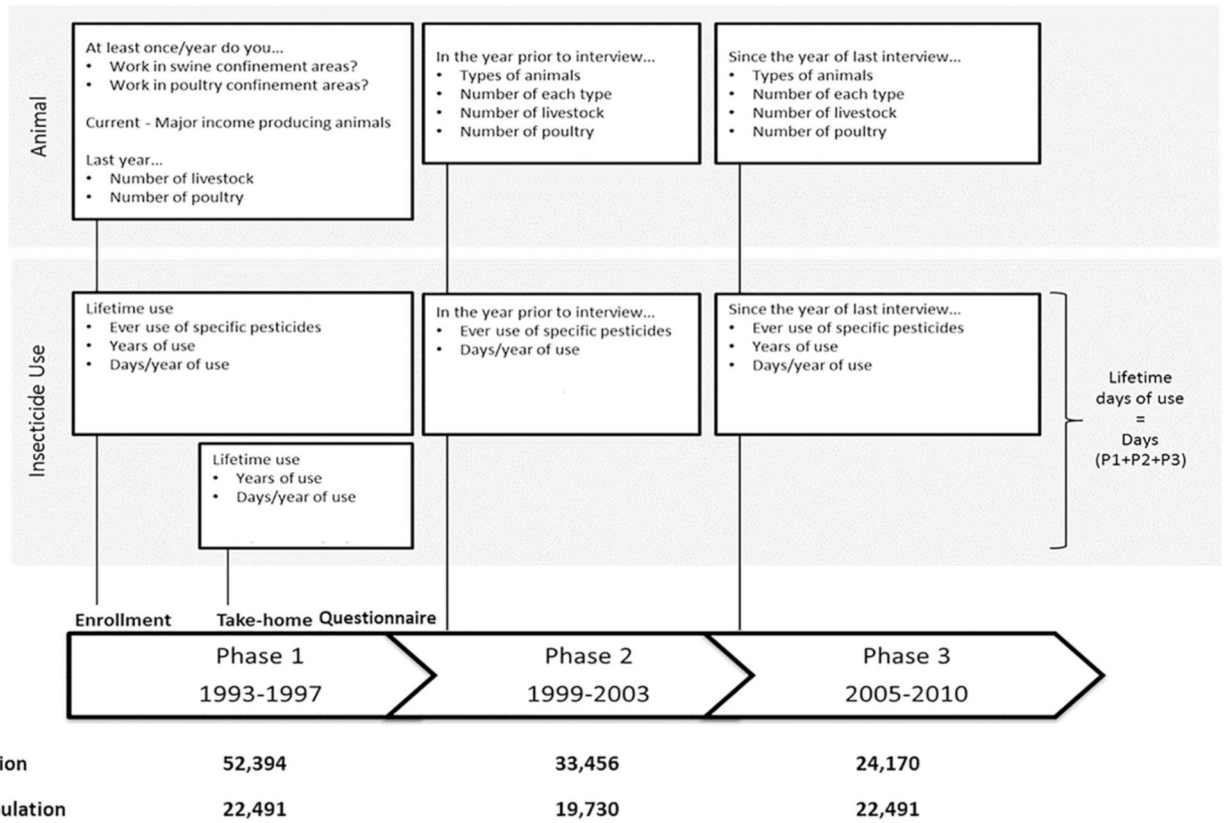 Animal
At least once/year do you...
• Work in swine confinement areas?
• Work in poultry confinement areas?
Current - Major income producing animals
Last year...
• Number of livestock
• Number of poultry
In the year prior to interview...
• Types of animals
• Number of each type
• Number of livestock
• Number of poultry
Since the year of last interview...
• Types of animals
• Number of each type
• Number of livestock
• Number of poultry
Insecticide Use
Lifetime use
• Ever use of specific pesticides
• Years of use
• Days/year of use
Lifetime use
• Years of use
• Days/year of use
In the year prior to interview...
• Ever use of specific pesticides
• Days/year of use
Since the year of last interview...
• Ever use of specific pesticides
• Years of use
• Days/year of use
Lifetime
days of use
=
Days
(P1+P2+P3)
Enrollment Take-home Questionnaire
Phase 1
1993-1997
Phase 2
1999-2003
Phase 3
2005-2010
ion 52,394 33,456 24,170
ulation 22,491 19,730 22,491